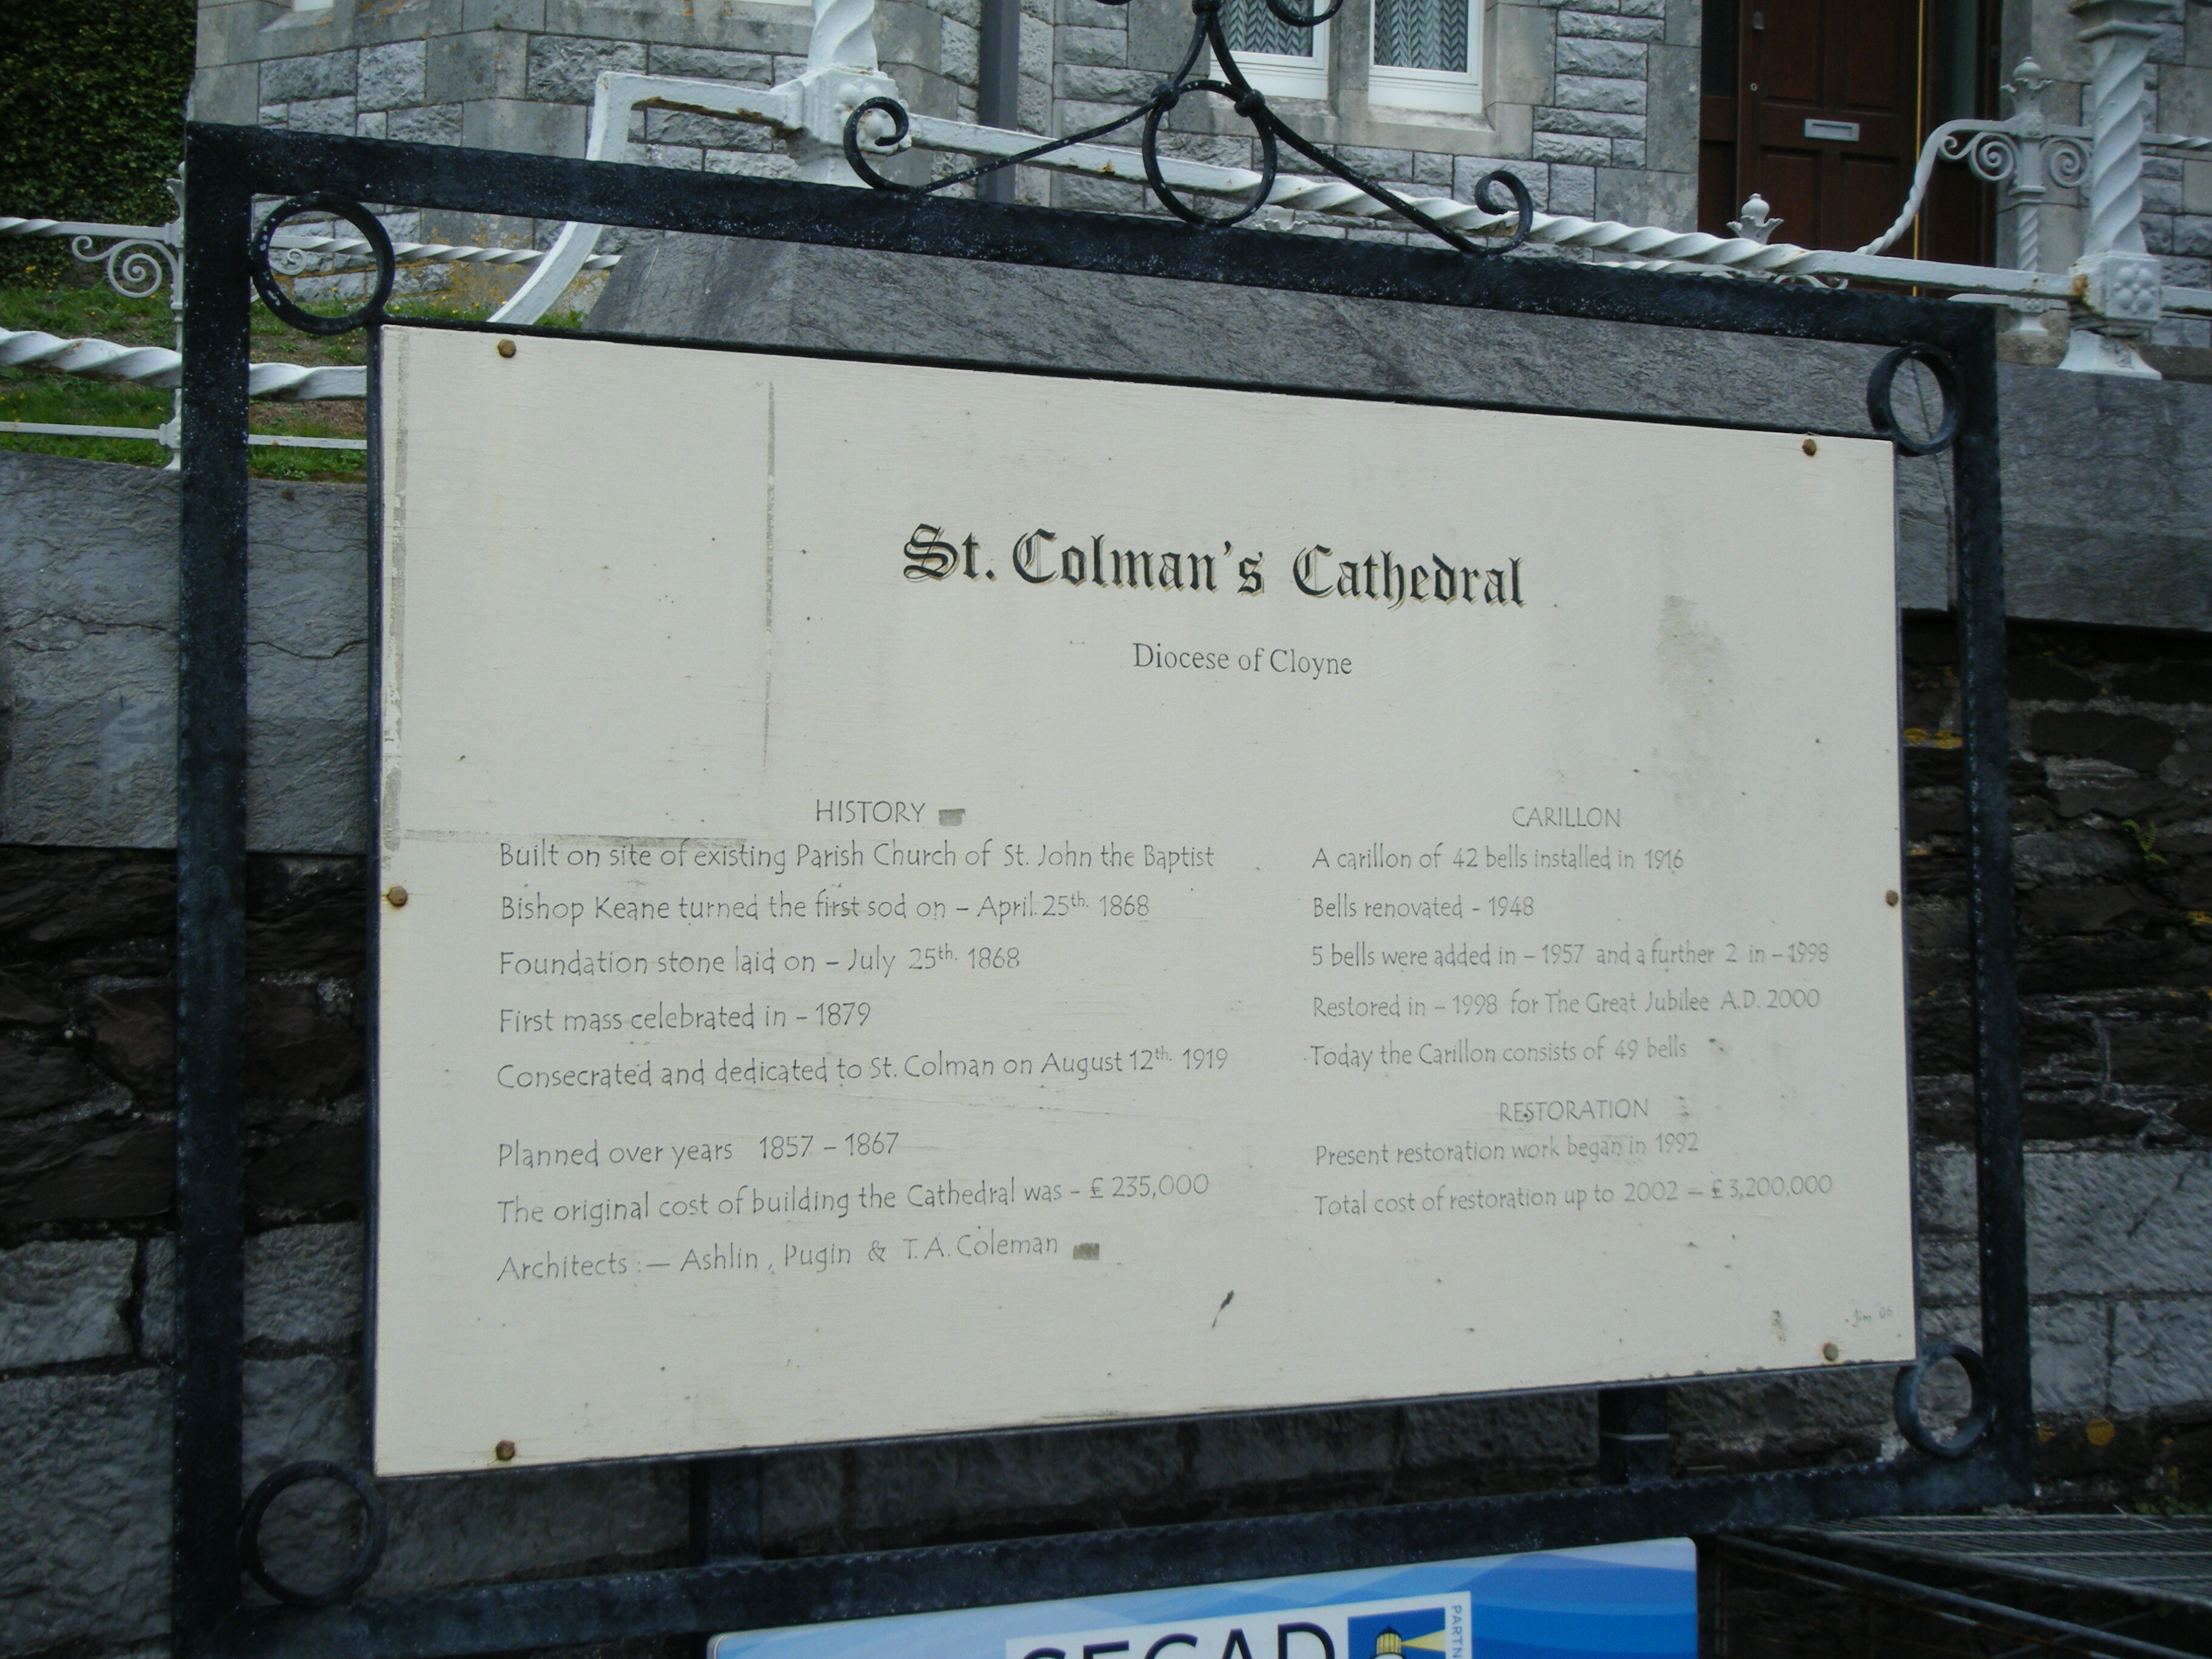 St. Colman's Cathedral
Diocese of Cloyne
HISTORY
Built on site of existing Parish Church of St. John the Baptist
Bishop Keane turned the first sod on – April 25th. 1868
Foundation stone laid on – July 25th. 1868
First mass celebrated in – 1879
Consecrated and dedicated to St. Colman on August 12th. 1919
Planned over years 1857 – 1867
The original cost of building the Cathedral was – £ 235,000
Architects :— Ashlin, Pugin & T. A. Coleman
CARILLON
A carillon of 42 bells installed in 1916
Bells renovated - 1948
5 bells were added in – 1957 and a further 2 in – 1998
Restored in – 1998 for The Great Jubilee A.D. 2000
Today the Carillon consists of 49 bells
RESTORATION
Present restoration work began in 1992
Total cost of restoration up to 2002 — £ 3,200,000
Jim '06
SECAD
PARTN